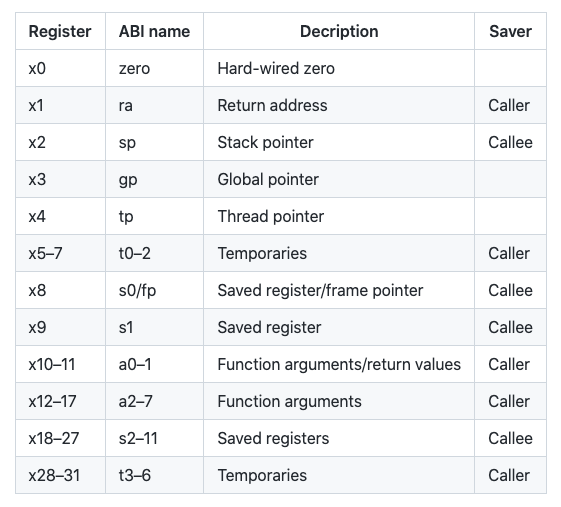 Register ABI name Decription Saver
x0 zero Hard-wired zero
x1 ra Return address Caller
x2 sp Stack pointer Callee
x3 gp Global pointer
x4 tp Thread pointer
x5–7 t0–2 Temporaries Caller
x8 s0/fp Saved register/frame pointer Callee
x9 s1 Saved register Callee
x10–11 a0–1 Function arguments/return values Caller
x12–17 a2–7 Function arguments Caller
x18–27 s2–11 Saved registers Callee
x28–31 t3–6 Temporaries Caller